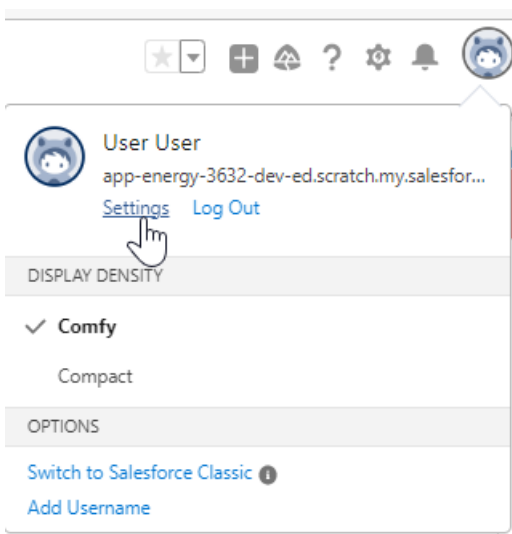 User User
app-energy-3632-dev-ed.scratch.my.salesfor...
Settings Log Out
DISPLAY DENSITY
Comfy
Compact
OPTIONS
Switch to Salesforce Classic
Add Username